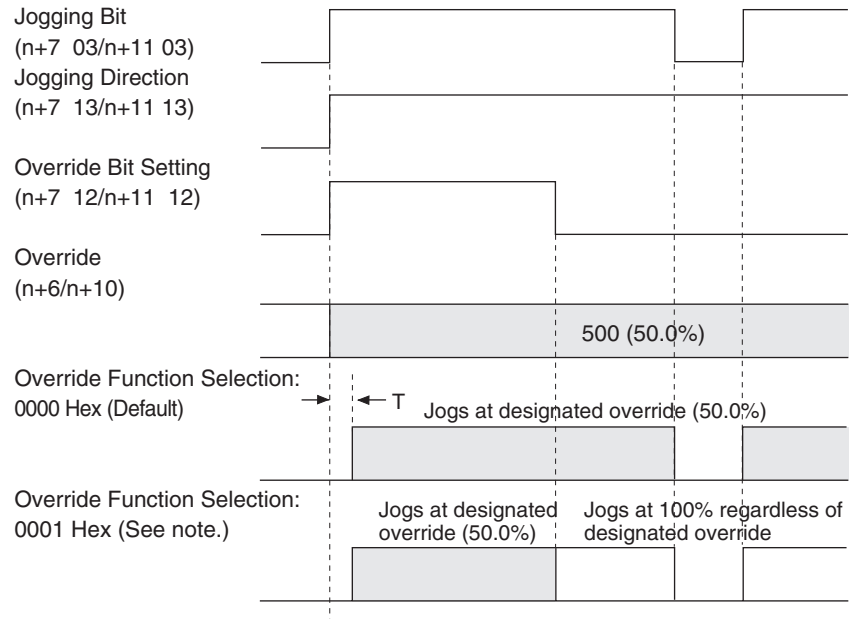 Jogging Bit
(n+7 03/n+11 03)
Jogging Direction
(n+7 13/n+11 13)
Override Bit Setting
(n+7 12/n+11 12)
Override
(n+6/n+10)
500 (50.0%)
Override Function Selection:
0000 Hex (Default)
T
Jogs at designated override (50.0%)
Override Function Selection:
0001 Hex (See note.)
Jogs at designated
override (50.0%)
Jogs at 100% regardless of
designated override